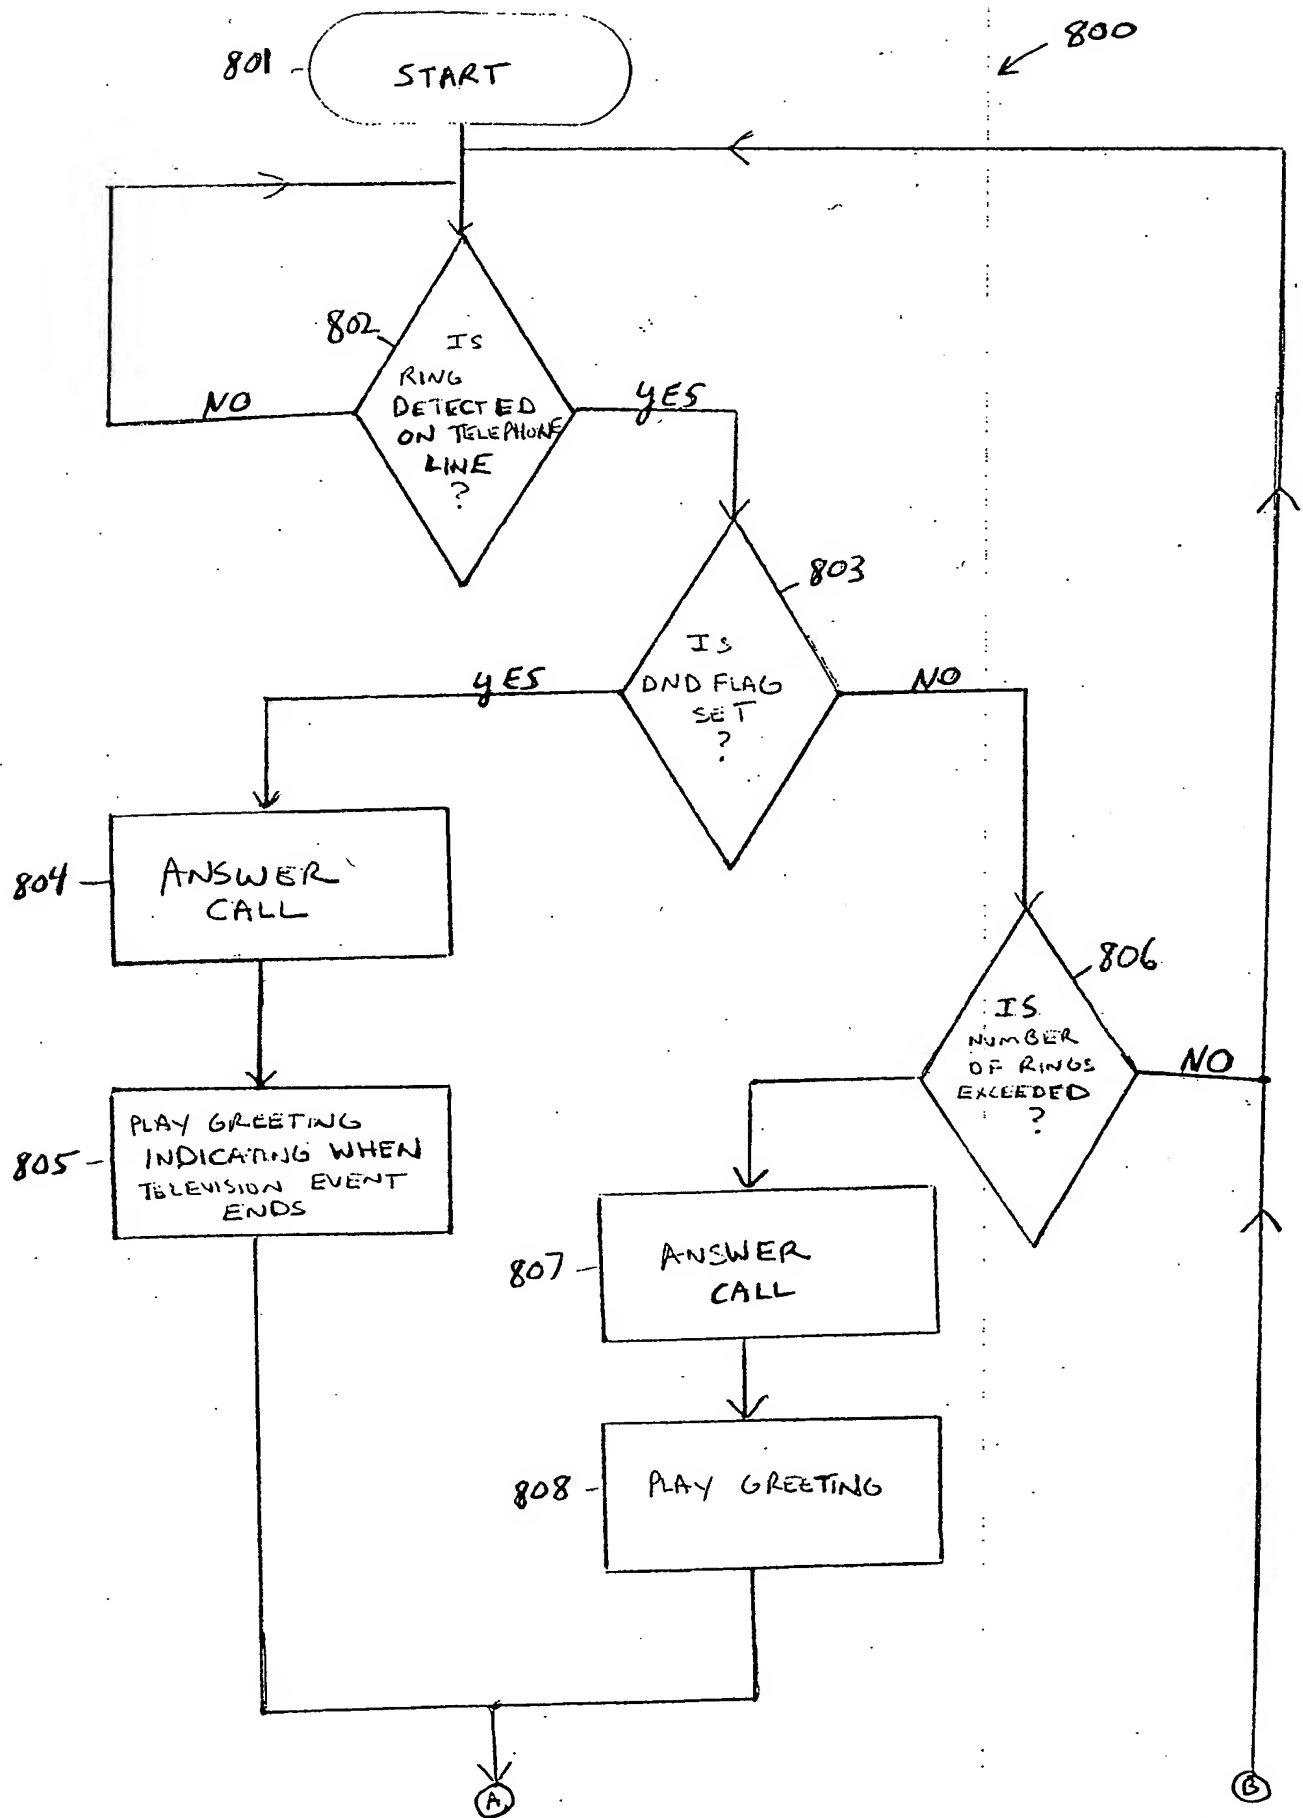 800
801
START
802
IS
RING
DETECTED
ON TELEPHONE
LINE
?
NO
YES
803
IS
DND FLAG
SET
?
YES
NO
804
ANSWER
CALL
806
IS
NUMBER
OF RINGS
EXCEEDED
?
NO
805
PLAY GREETING
INDICATING WHEN
TELEVISION EVENT
ENDS
807
ANSWER
CALL
808
PLAY GREETING
A
B